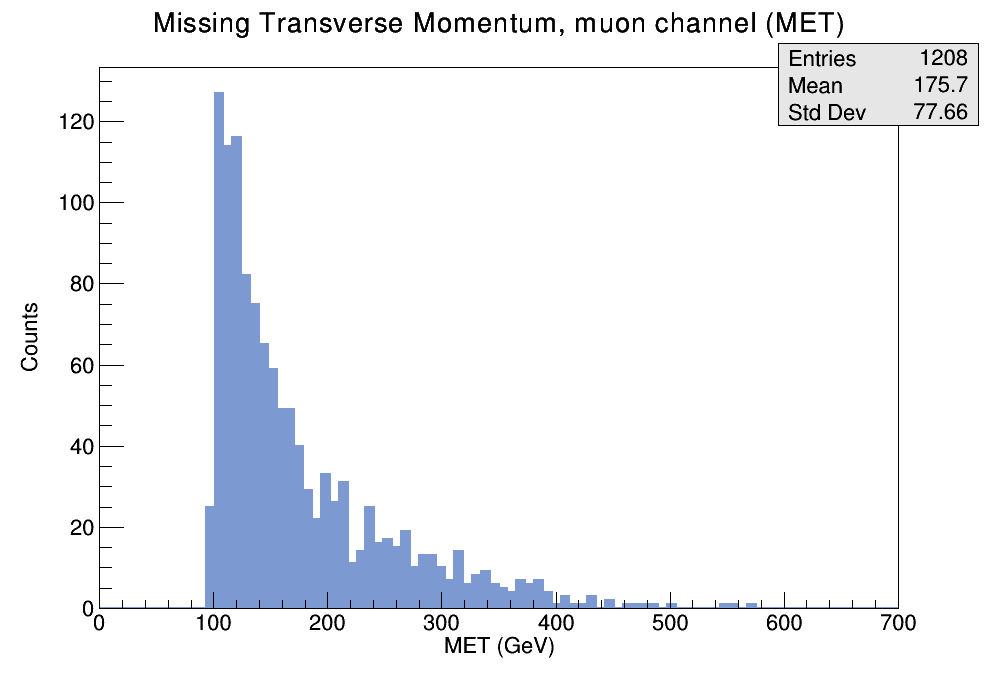 Missing Transverse Momentum, muon channel (MET)
Entries 1208
Mean 175.7
Std Dev 77.66
Counts
120
100
80
60
40
20
0
0 100 200 300 400 500 600 700
MET (GeV)